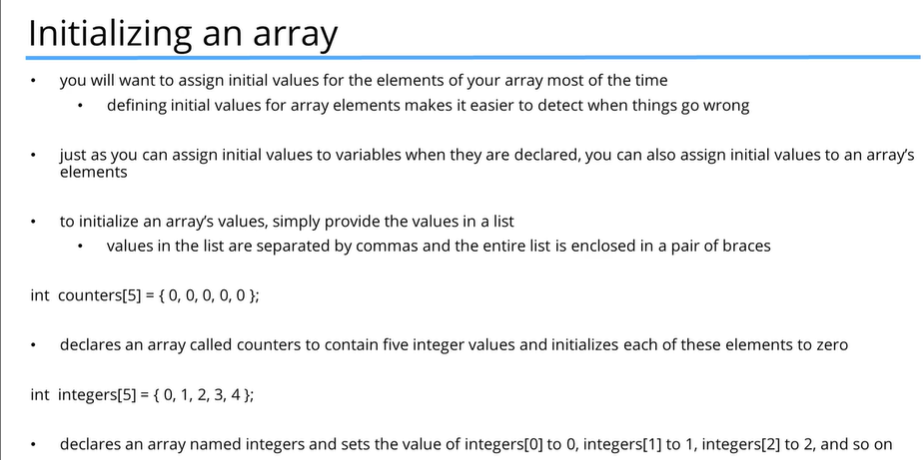 Initializing an array
• you will want to assign initial values for the elements of your array most of the time
• defining initial values for array elements makes it easier to detect when things go wrong
• just as you can assign initial values to variables when they are declared, you can also assign initial values to an array's
elements
• to initialize an array's values, simply provide the values in a list
• values in the list are separated by commas and the entire list is enclosed in a pair of braces
int counters[5] = { 0, 0, 0, 0, 0 };
• declares an array called counters to contain five integer values and initializes each of these elements to zero
int integers[5] = { 0, 1, 2, 3, 4 };
• declares an array named integers and sets the value of integers[0] to 0, integers[1] to 1, integers[2] to 2, and so on